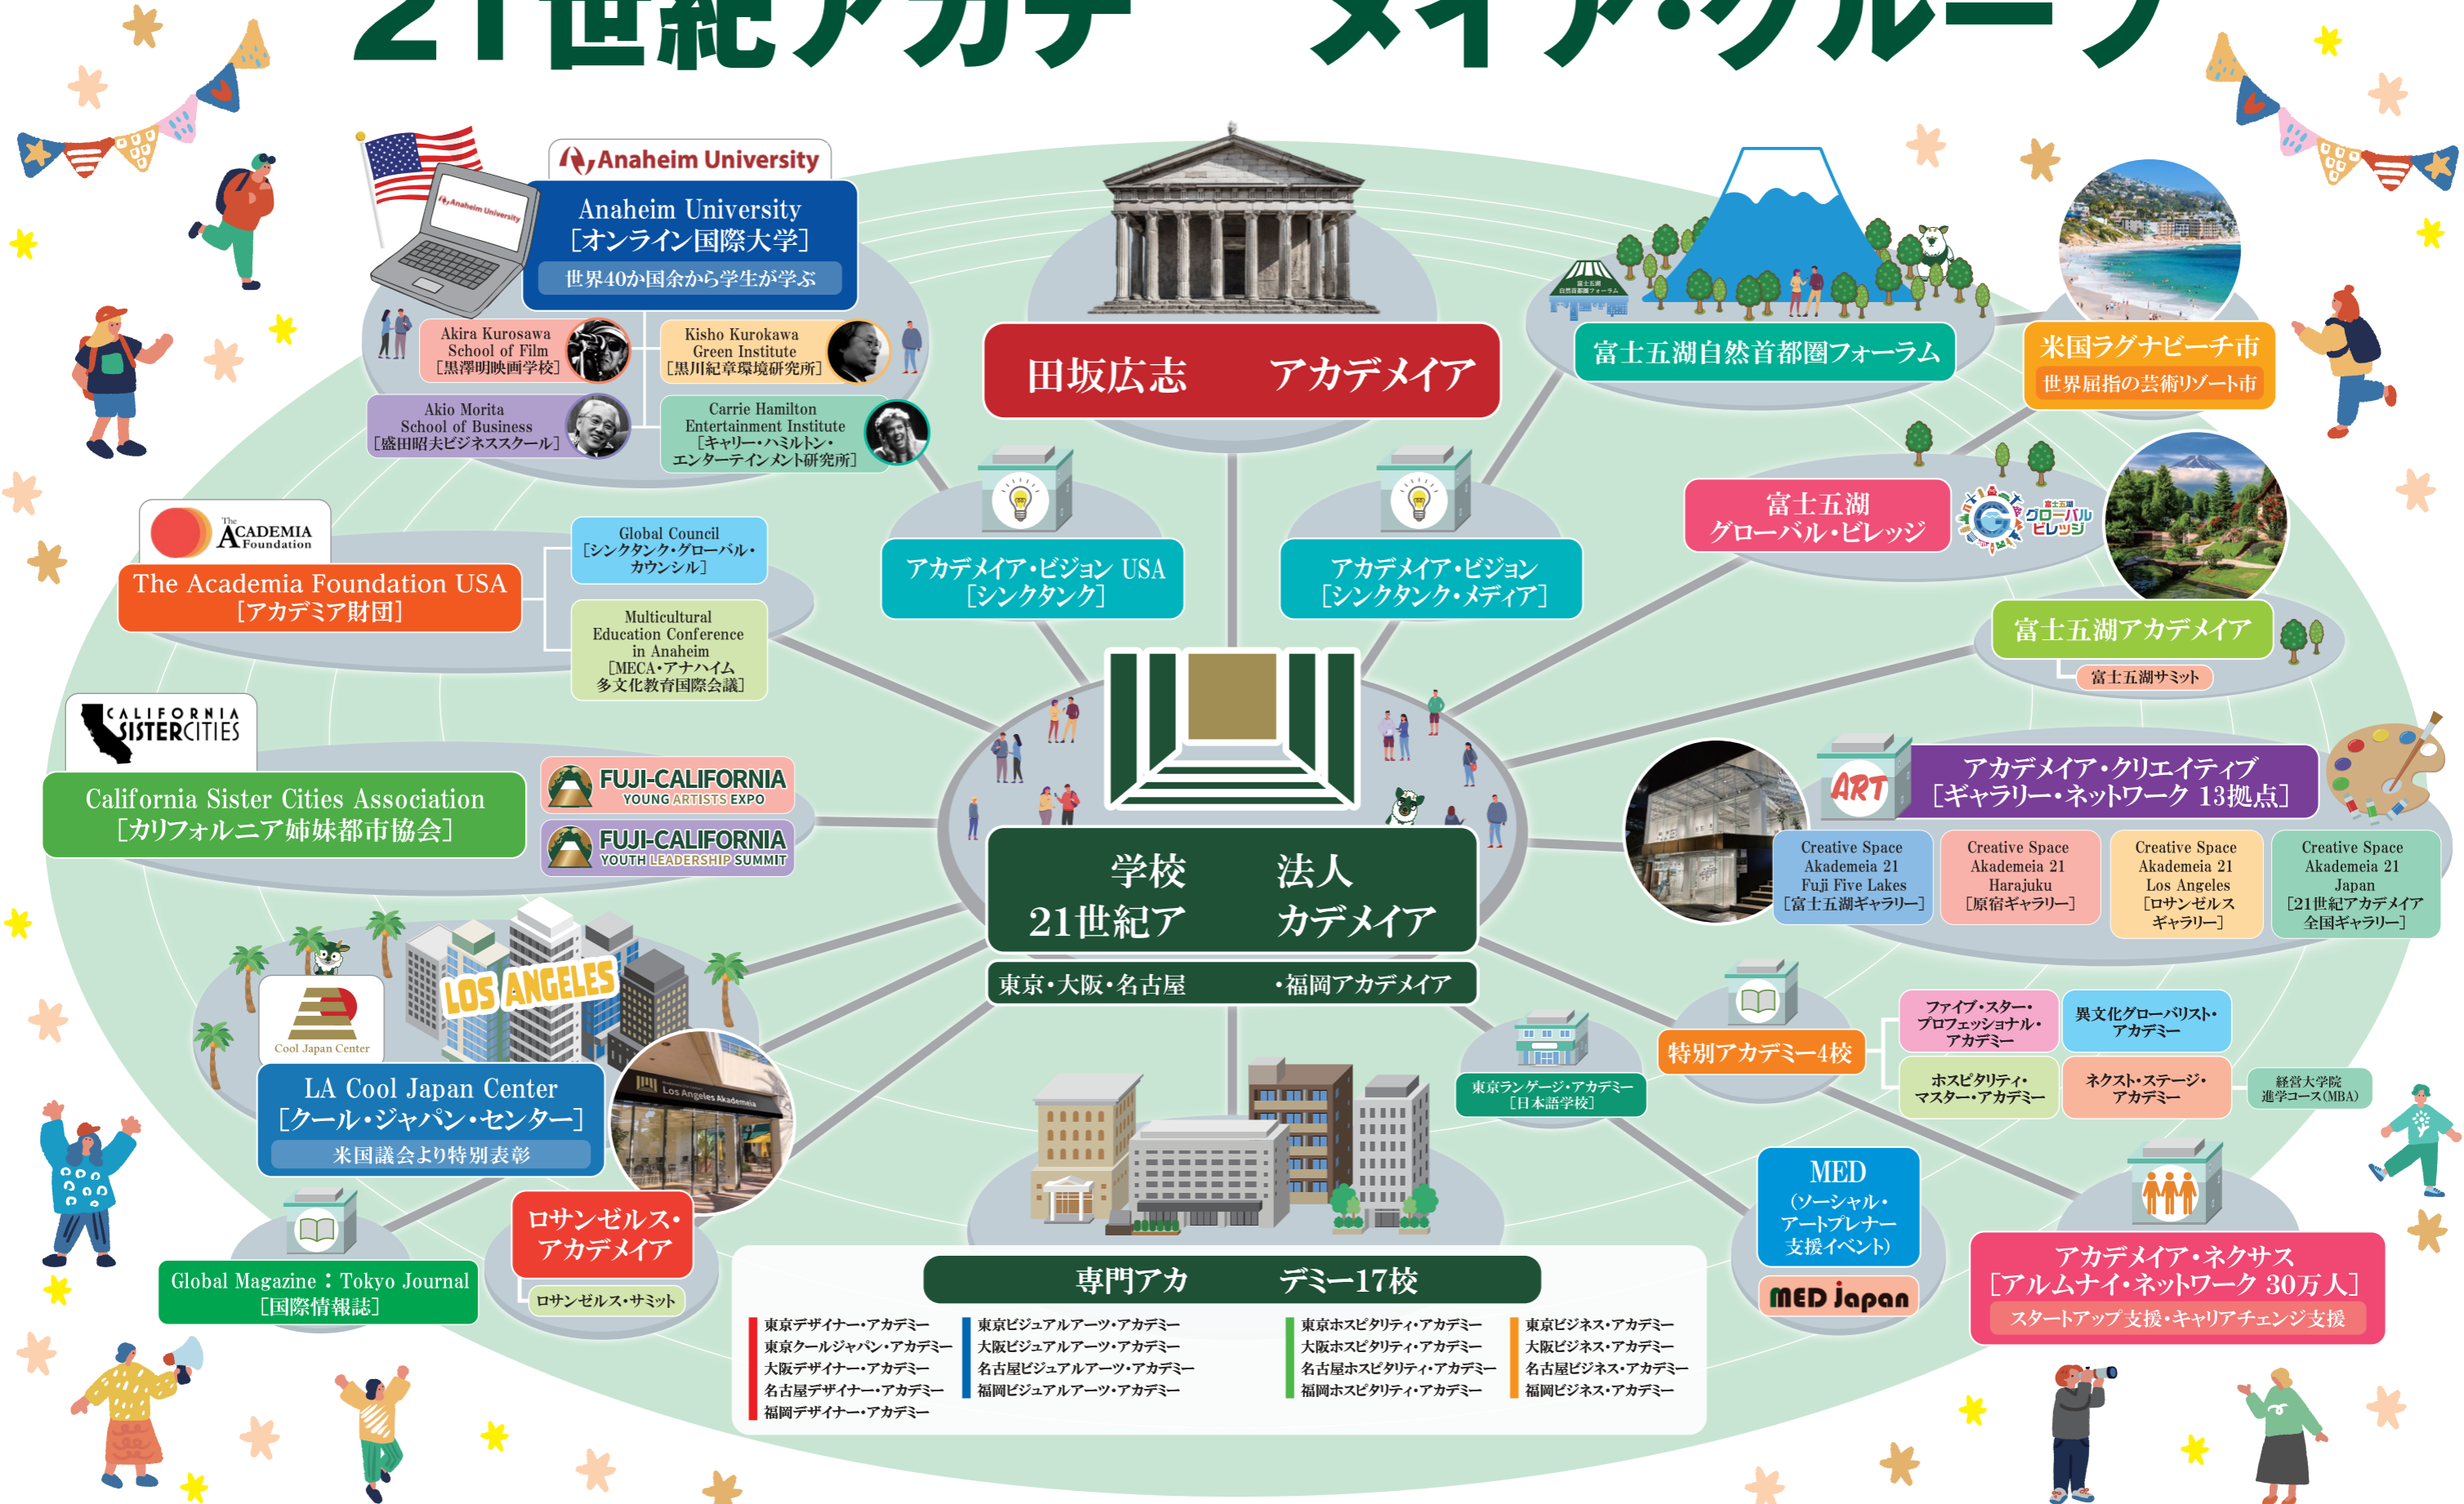 21世紀アカデメイア・グループ
Anaheim University
Anaheim University
Anaheim University
［オンライン国際大学］
世界40か国余から学生が学ぶ
Akira Kurosawa
School of Film
［黒澤明映画学校］
Kisho Kurokawa
Green Institute
［黒川紀章環境研究所］
Akio Morita
School of Business
［盛田昭夫ビジネススクール］
Carrie Hamilton
Entertainment Institute
［キャリー・ハミルトン・
エンターテインメント研究所］
田坂広志 アカデメイア
富士五湖
自然首都圏フォーラム
富士五湖自然首都圏フォーラム
米国ラグナビーチ市
世界屈指の芸術リゾート市
The
ACADEMIA
Foundation
The Academia Foundation USA
［アカデミア財団］
Global Council
［シンクタンク・グローバル・
カウンシル］
Multicultural
Education Conference
in Anaheim
［MECA・アナハイム
多文化教育国際会議］
アカデメイア・ビジョン USA
［シンクタンク］
アカデメイア・ビジョン
［シンクタンク・メディア］
富士五湖
グローバル・ビレッジ
富士五湖
グローバル
ビレッジ
富士五湖アカデメイア
富士五湖サミット
CALIFORNIA
SISTERCITIES
California Sister Cities Association
［カリフォルニア姉妹都市協会］
FUJI-CALIFORNIA
YOUNG ARTISTS EXPO
FUJI-CALIFORNIA
YOUTH LEADERSHIP SUMMIT
学校 法人
21世紀ア カデメイア
東京・大阪・名古屋 ・福岡アカデメイア
ART
アカデメイア・クリエイティブ
［ギャラリー・ネットワーク 13拠点］
Creative Space
Akademeia 21
Fuji Five Lakes
［富士五湖ギャラリー］
Creative Space
Akademeia 21
Harajuku
［原宿ギャラリー］
Creative Space
Akademeia 21
Los Angeles
［ロサンゼルス
ギャラリー］
Creative Space
Akademeia 21
Japan
［21世紀アカデメイア
全国ギャラリー］
LOS ANGELES
Cool Japan Center
LA Cool Japan Center
［クール・ジャパン・センター］
米国議会より特別表彰
Los Angeles Akademeia
ロサンゼルス・
アカデメイア
ロサンゼルス・サミット
Global Magazine：Tokyo Journal
［国際情報誌］
東京ランゲージ・アカデミー
［日本語学校］
特別アカデミー4校
ファイブ・スター・
プロフェッショナル・
アカデミー
異文化グローバリスト・
アカデミー
ホスピタリティ・
マスター・アカデミー
ネクスト・ステージ・
アカデミー
経営大学院
進学コース（MBA）
MED
（ソーシャル・
アートプレナー
支援イベント）
MED Japan
アカデメイア・ネクサス
［アルムナイ・ネットワーク 30万人］
スタートアップ支援・キャリアチェンジ支援
専門アカ デミー17校
東京デザイナー・アカデミー
東京クールジャパン・アカデミー
大阪デザイナー・アカデミー
名古屋デザイナー・アカデミー
福岡デザイナー・アカデミー
東京ビジュアルアーツ・アカデミー
大阪ビジュアルアーツ・アカデミー
名古屋ビジュアルアーツ・アカデミー
福岡ビジュアルアーツ・アカデミー
東京ホスピタリティ・アカデミー
大阪ホスピタリティ・アカデミー
名古屋ホスピタリティ・アカデミー
福岡ホスピタリティ・アカデミー
東京ビジネス・アカデミー
大阪ビジネス・アカデミー
名古屋ビジネス・アカデミー
福岡ビジネス・アカデミー